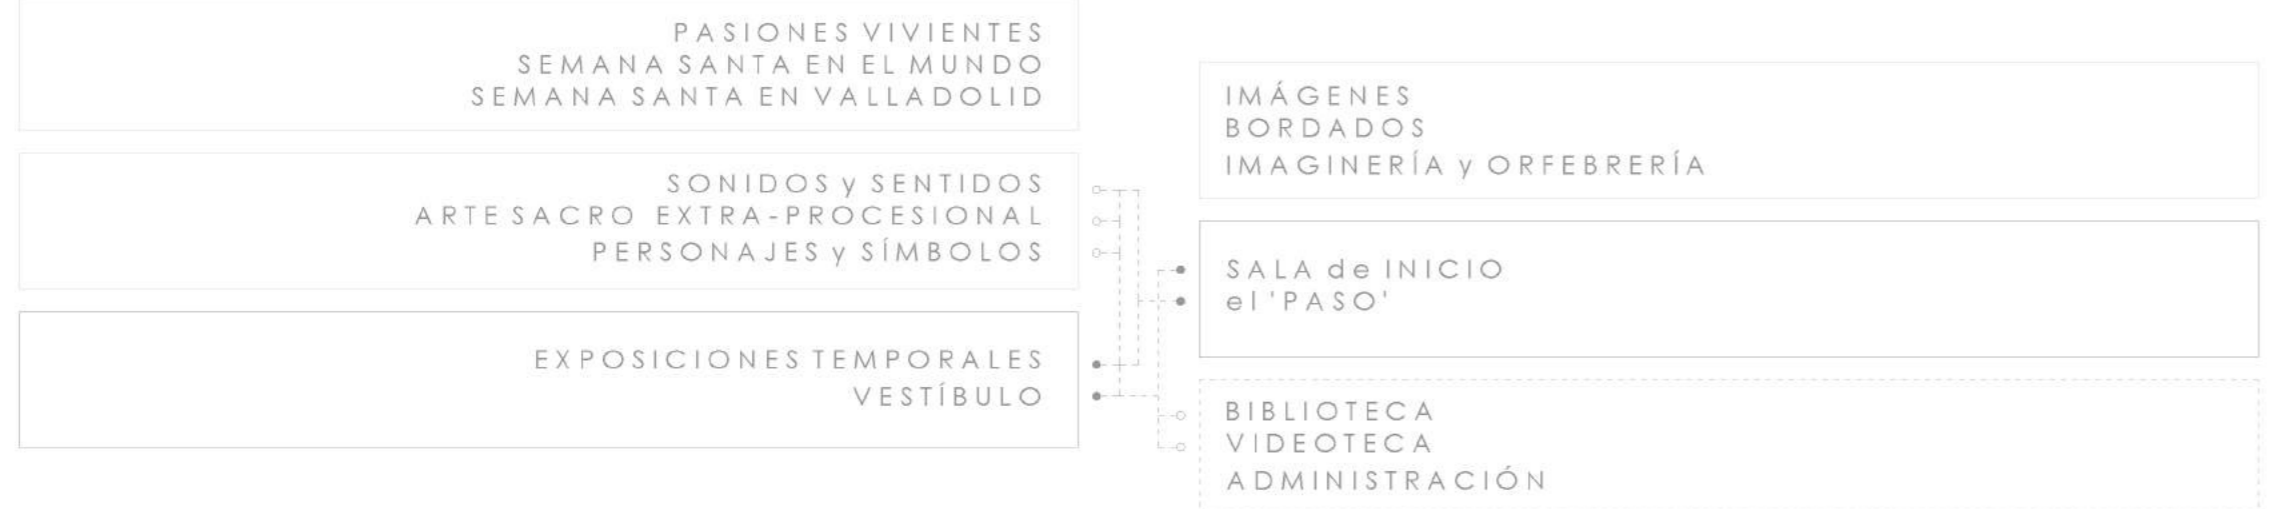 PASIONES VIVIENTES
SEMANA SANTA EN EL MUNDO
SEMANA SANTA EN VALLADOLID
SONIDOS y SENTIDOS
ARTE SACRO EXTRA-PROCESIONAL
PERSONAJES y SÍMBOLOS
EXPOSICIONES TEMPORALES
VESTÍBULO
IMÁGENES
BORDADOS
IMAGINERÍA y ORFEBRERÍA
SALA de INICIO
el 'PASO'
BIBLIOTECA
VIDEOTECA
ADMINISTRACIÓN